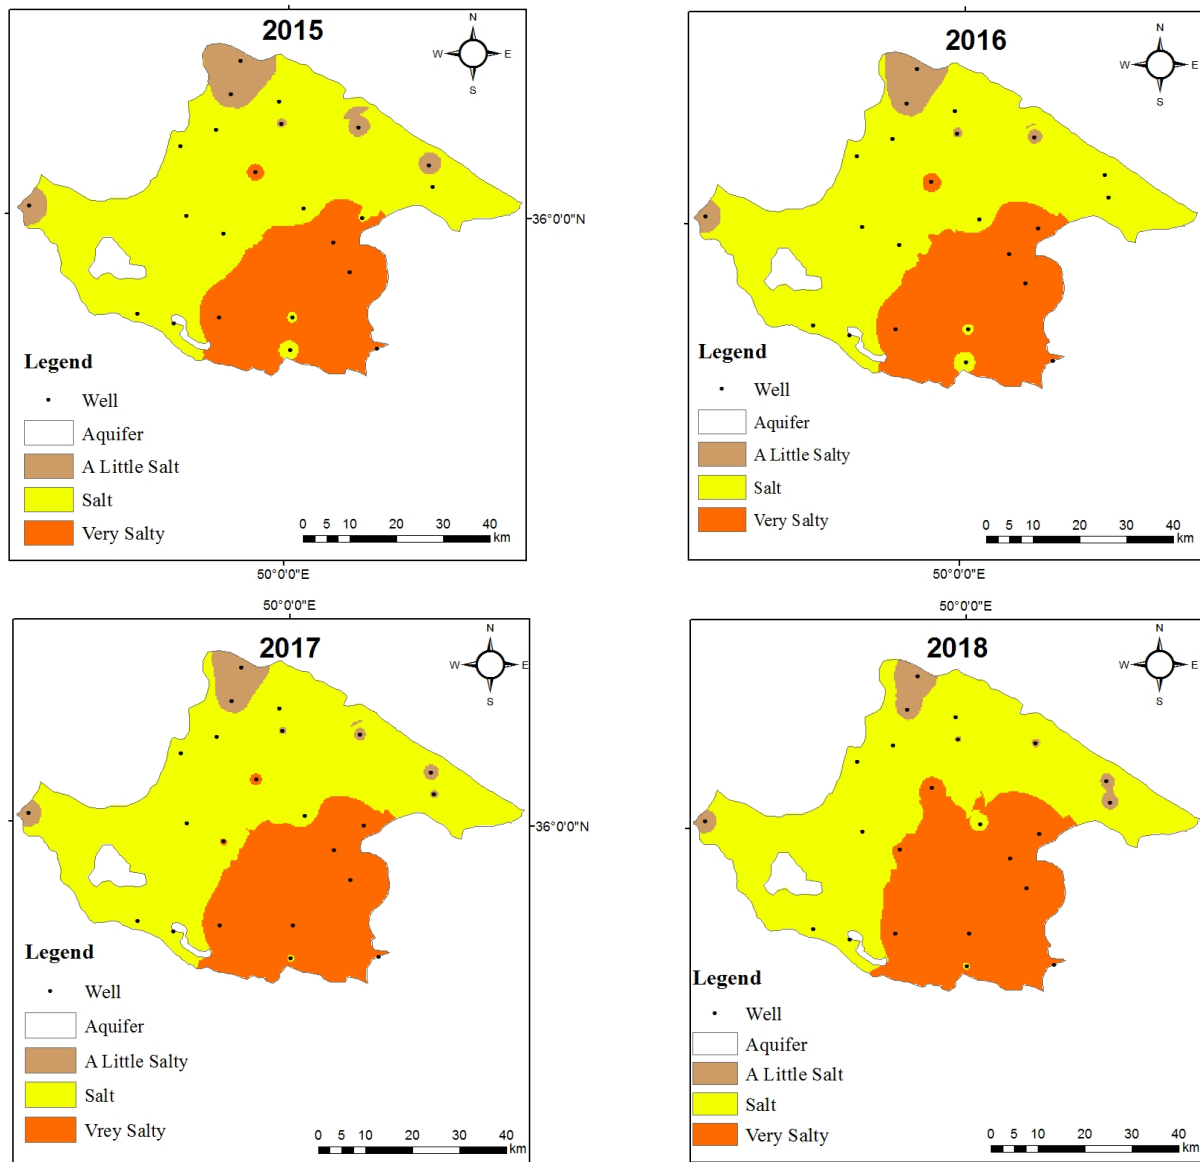 2015
N
W E
S
36°0'0"N
Legend
Well
Aquifer
A Little Salt
Salt
Very Salty
0 5 10 20 30 40
km
50°0'0"E
2016
N
W E
S
Legend
Well
Aquifer
A Little Salty
Salt
Very Salty
0 5 10 20 30 40
km
50°0'0"E
50°0'0"E
2017
N
W E
S
36°0'0"N
Legend
Well
Aquifer
A Little Salty
Salt
Vrey Salty
0 5 10 20 30 40
km
50°0'0"E
2018
N
W E
S
Legend
Well
Aquifer
A Little Salt
Salt
Very Salty
0 5 10 20 30 40
km